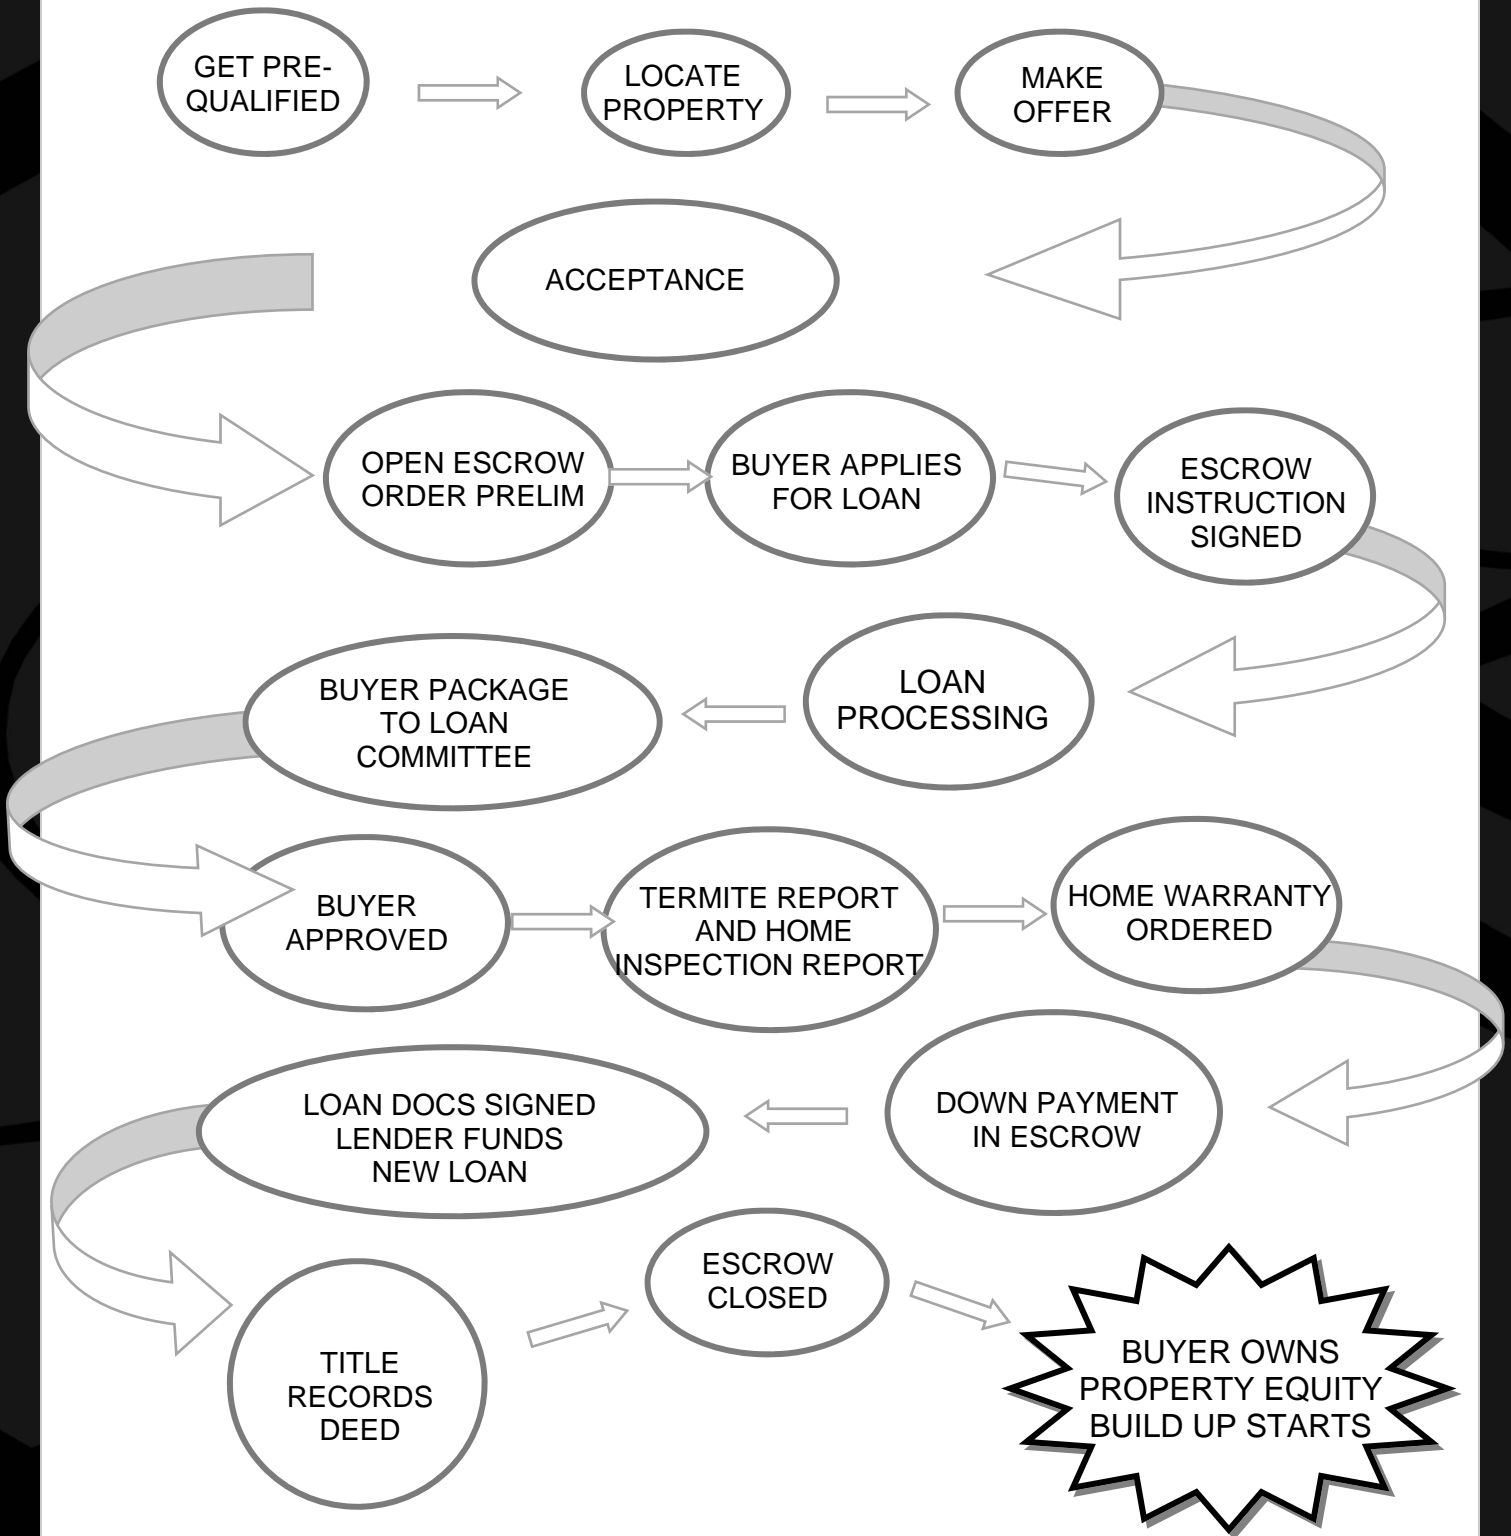 GET PRE-
QUALIFIED
LOCATE
PROPERTY
MAKE
OFFER
ACCEPTANCE
OPEN ESCROW
ORDER PRELIM
BUYER APPLIES
FOR LOAN
ESCROW
INSTRUCTION
SIGNED
LOAN
PROCESSING
BUYER PACKAGE
TO LOAN
COMMITTEE
BUYER
APPROVED
TERMITE REPORT
AND HOME
INSPECTION REPORT
HOME WARRANTY
ORDERED
DOWN PAYMENT
IN ESCROW
LOAN DOCS SIGNED
LENDER FUNDS
NEW LOAN
TITLE
RECORDS
DEED
ESCROW
CLOSED
BUYER OWNS
PROPERTY EQUITY
BUILD UP STARTS